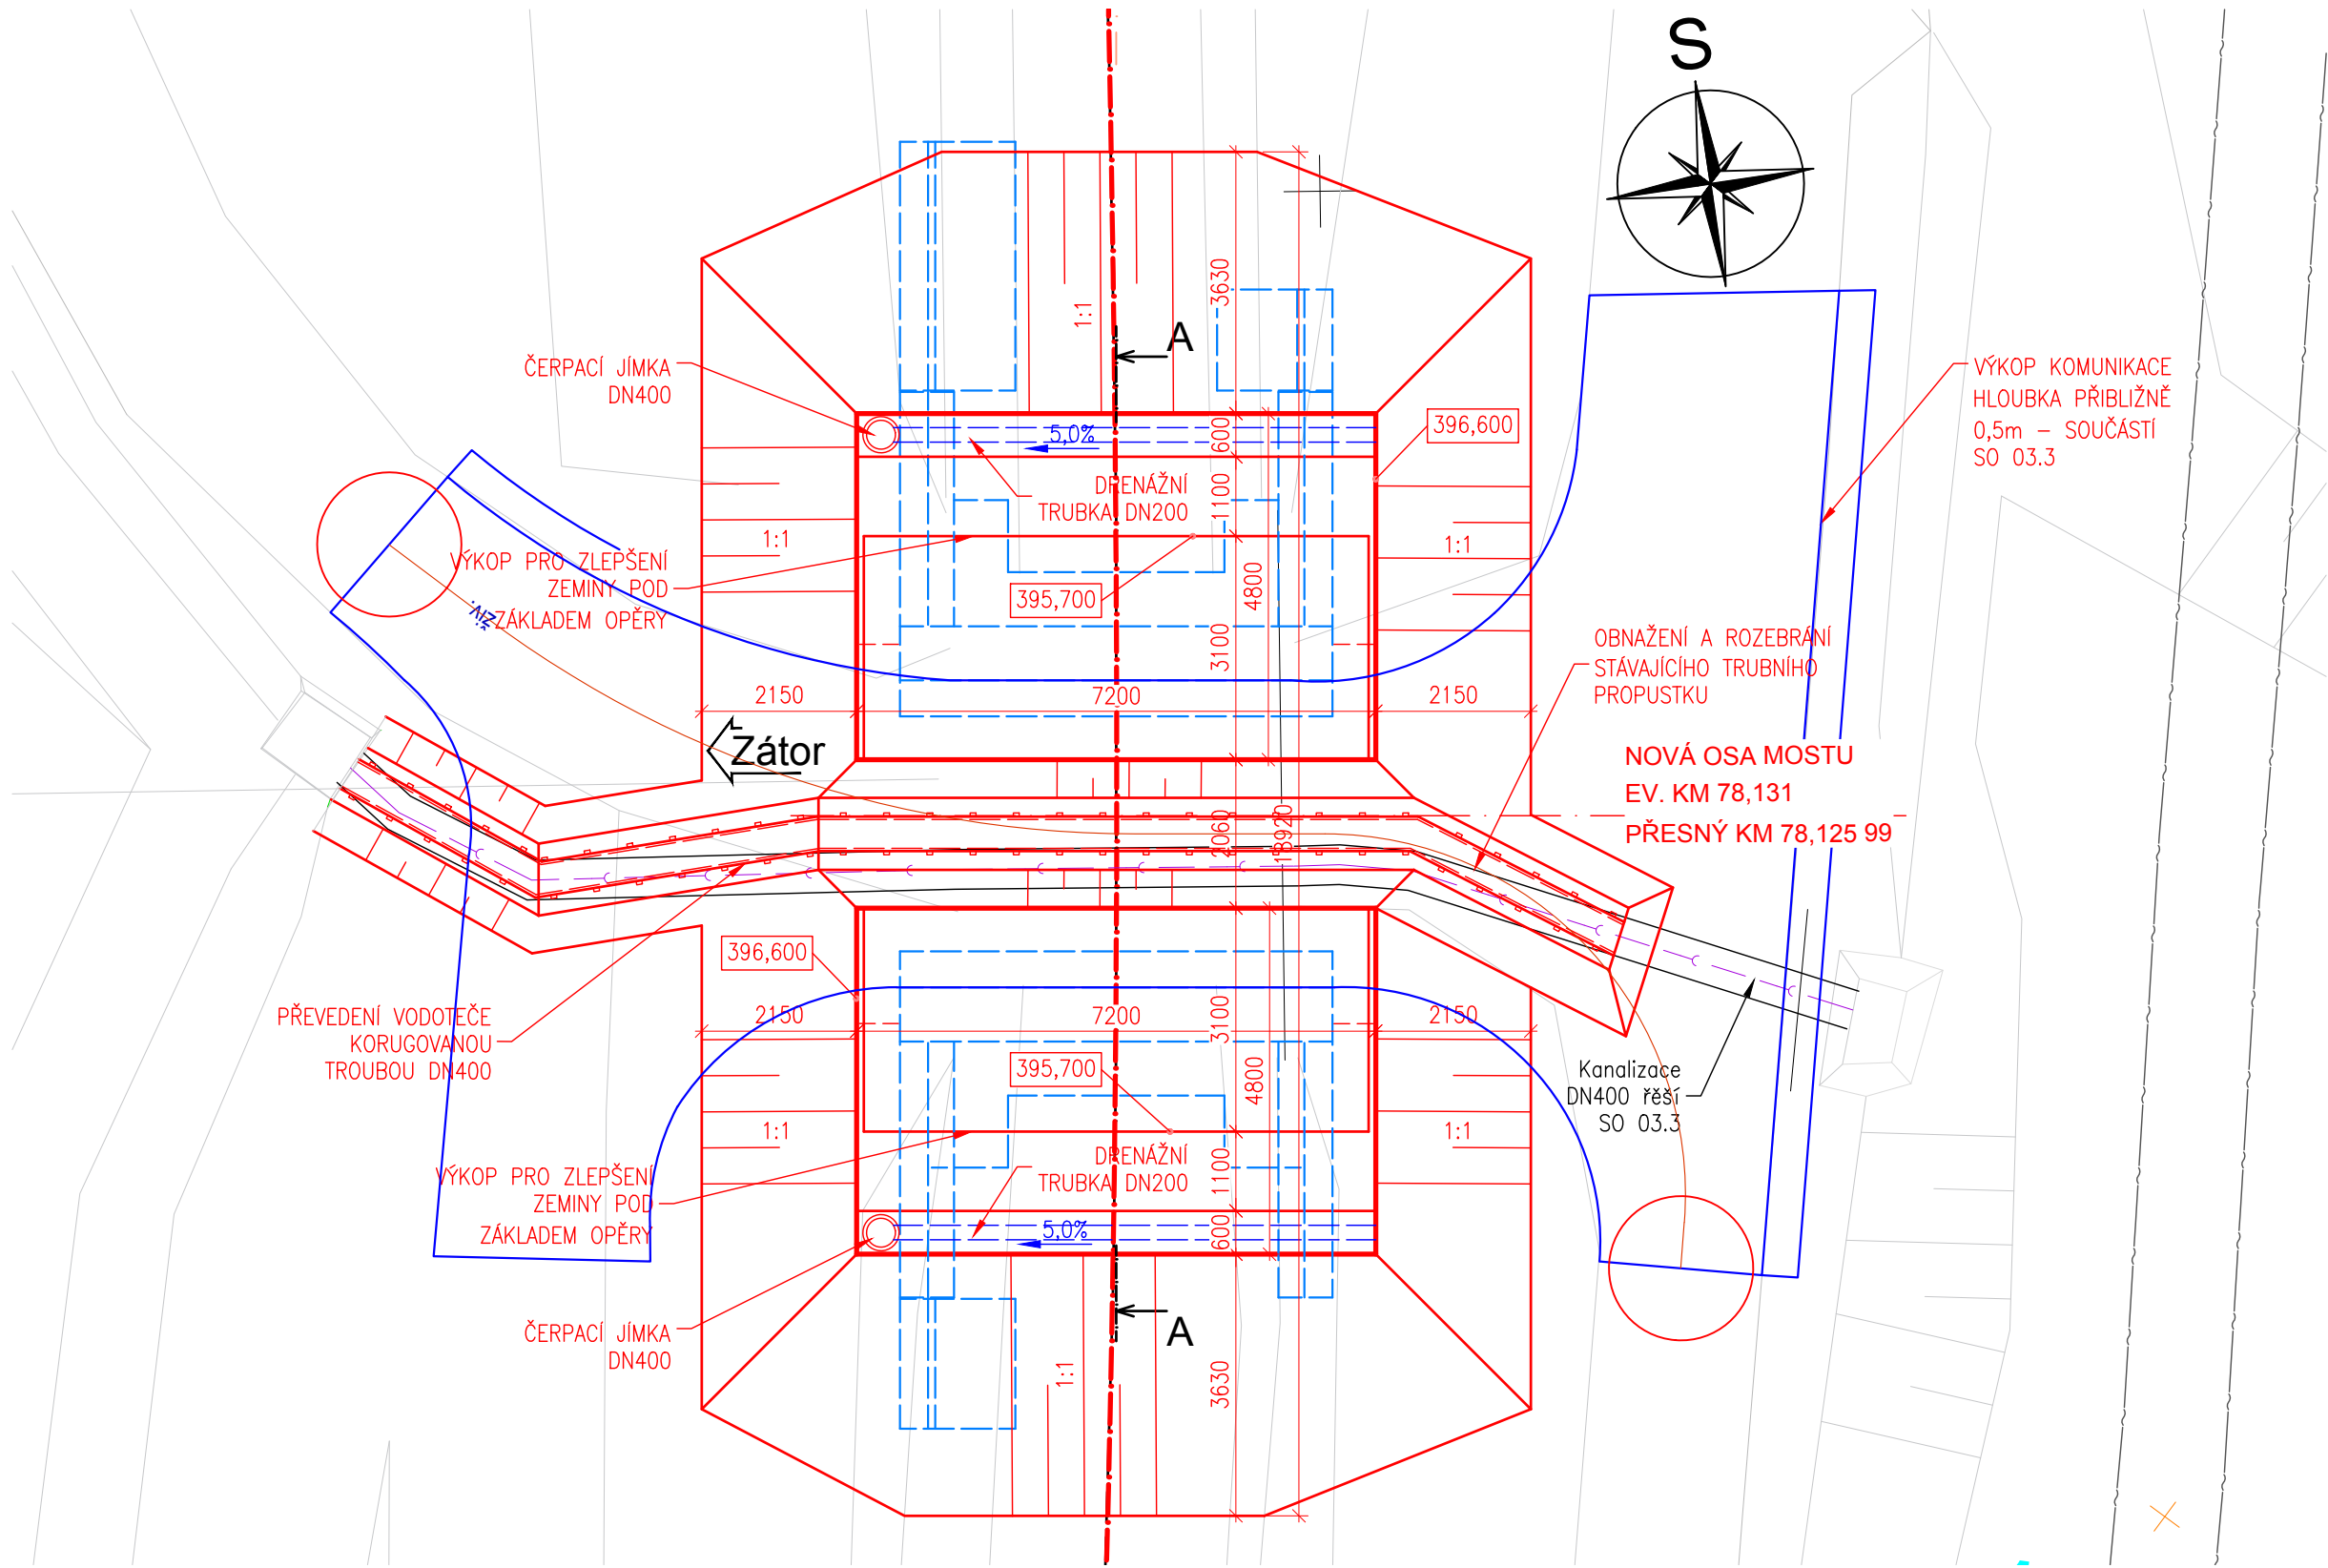 S
3630
1:1
A
ČERPACÍ JÍMKA
DN400
VÝKOP KOMUNIKACE
HLOUBKA PŘIBLIŽNĚ
0,5m – SOUČÁSTÍ
SO 03.3
396,600
5,0%
600
DRENÁŽNÍ
TRUBKA DN200
1100
1:1
1:1
VÝKOP PRO ZLEPŠENÍ
ZEMINY POD
ZÁKLADEM OPĚRY
395,700
4800
3100
OBNAŽENÍ A ROZEBRÁNÍ
STÁVAJÍCÍHO TRUBNÍHO
PROPUSTKU
2150
7200
2150
Zátor
NOVÁ OSA MOSTU
EV. KM 78,131
PŘESNÝ KM 78,125 99
2060
18920
396,600
PŘEVEDENÍ VODOTEČE
KORUGOVANOU
TROUBOU DN400
2150
7200
2150
3100
395,700
4800
Kanalizace
DN400 řěší
SO 03.3
1:1
1:1
DRENÁŽNÍ
TRUBKA DN200
1100
VÝKOP PRO ZLEPŠENÍ
ZEMINY POD
ZÁKLADEM OPĚRY
5,0%
600
ČERPACÍ JÍMKA
DN400
A
1:1
3630